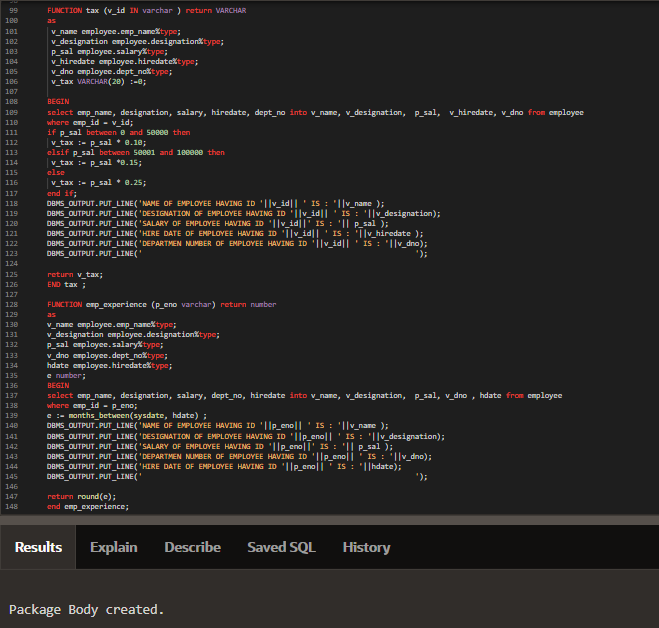 99 FUNCTION tax (v_id IN varchar ) return VARCHAR
100 as
101 v_name employee.emp_name%type;
102 v_designation employee.designation%type;
103 p_sal employee.salary%type;
104 v_hiredate employee.hiredate%type;
105 v_dno employee.dept_no%type;
106 v_tax VARCHAR(20) :=0;
107
108 BEGIN
109 select emp_name, designation, salary, hiredate, dept_no into v_name, v_designation, p_sal, v_hiredate, v_dno from employee
110 where emp_id = v_id;
111 if p_sal between 0 and 50000 then
112 v_tax := p_sal * 0.10;
113 elsif p_sal between 50001 and 100000 then
114 v_tax := p_sal *0.15;
115 else
116 v_tax := p_sal * 0.25;
117 end if;
118 DBMS_OUTPUT.PUT_LINE('NAME OF EMPLOYEE HAVING ID '||v_id|| ' IS : '||v_name );
119 DBMS_OUTPUT.PUT_LINE('DESIGNATION OF EMPLOYEE HAVING ID '||v_id|| ' IS : '||v_designation);
120 DBMS_OUTPUT.PUT_LINE('SALARY OF EMPLOYEE HAVING ID '||v_id||' IS : '|| p_sal );
121 DBMS_OUTPUT.PUT_LINE('HIRE DATE OF EMPLOYEE HAVING ID '||v_id|| ' IS : '||v_hiredate );
122 DBMS_OUTPUT.PUT_LINE('DEPARTMEN NUMBER OF EMPLOYEE HAVING ID '||v_id|| ' IS : '||v_dno);
123 DBMS_OUTPUT.PUT_LINE(' ');
124
125 return v_tax;
126 END tax ;
127
128 FUNCTION emp_experience (p_eno varchar) return number
129 as
130 v_name employee.emp_name%type;
131 v_designation employee.designation%type;
132 p_sal employee.salary%type;
133 v_dno employee.dept_no%type;
134 hdate employee.hiredate%type;
135 e number;
136 BEGIN
137 select emp_name, designation, salary, dept_no, hiredate into v_name, v_designation, p_sal, v_dno , hdate from employee
138 where emp_id = p_eno;
139 e := months_between(sysdate, hdate) ;
140 DBMS_OUTPUT.PUT_LINE('NAME OF EMPLOYEE HAVING ID '||p_eno|| ' IS : '||v_name );
141 DBMS_OUTPUT.PUT_LINE('DESIGNATION OF EMPLOYEE HAVING ID '||p_eno|| ' IS : '||v_designation);
142 DBMS_OUTPUT.PUT_LINE('SALARY OF EMPLOYEE HAVING ID '||p_eno||' IS : '|| p_sal );
143 DBMS_OUTPUT.PUT_LINE('DEPARTMEN NUMBER OF EMPLOYEE HAVING ID '||p_eno|| ' IS : '||v_dno);
144 DBMS_OUTPUT.PUT_LINE('HIRE DATE OF EMPLOYEE HAVING ID '||p_eno|| ' IS : '||hdate);
145 DBMS_OUTPUT.PUT_LINE(' ');
146
147 return round(e);
148 end emp_experience;
Results Explain Describe Saved SQL History
Package Body created.